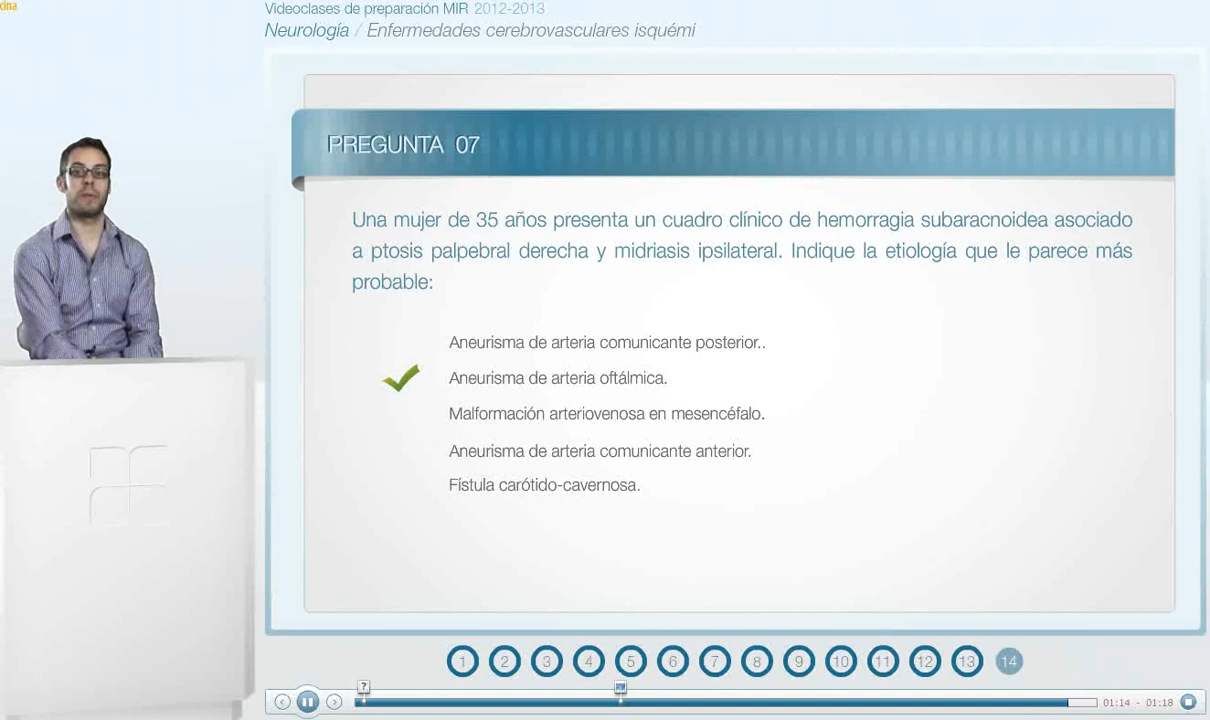 cina
Videoclases de preparación MIR 2012-2013
Neurología / Enfermedades cerebrovasculares isquémi
PREGUNTA 07
Una mujer de 35 años presenta un cuadro clínico de hemorragia subaracnoidea asociado
a ptosis palpebral derecha y midriasis ipsilateral. Indique la etiología que le parece más
probable:
Aneurisma de arteria comunicante posterior..
Aneurisma de arteria oftálmica.
Malformación arteriovenosa en mesencéfalo.
Aneurisma de arteria comunicante anterior.
Fístula carótido-cavernosa.
1 2 3 4 5 6 7 8 9 10 11 12 13 14
?
01:14 - 01:18